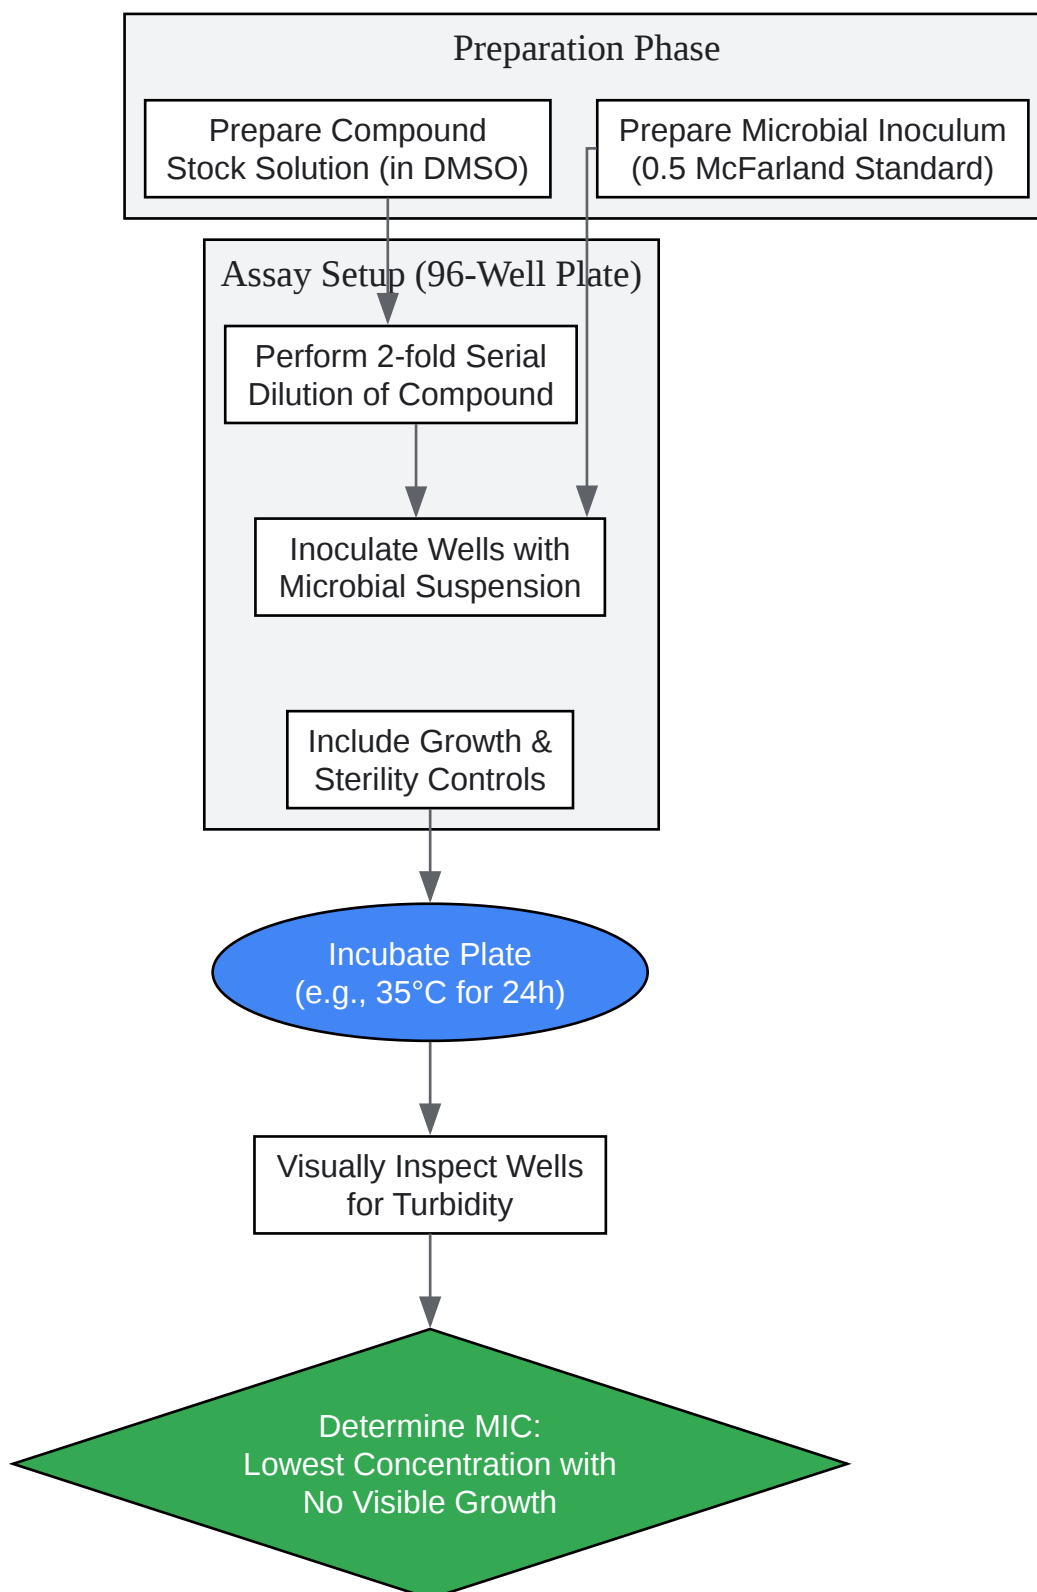 Preparation Phase
Prepare Compound
Stock Solution (in DMSO)
Prepare Microbial Inoculum
(0.5 McFarland Standard)
Assay Setup (96-Well Plate)
Perform 2-fold Serial
Dilution of Compound
Inoculate Wells with
Microbial Suspension
Include Growth &
Sterility Controls
Incubate Plate
(e.g., 35°C for 24h)
Visually Inspect Wells
for Turbidity
Determine MIC:
Lowest Concentration with
No Visible Growth